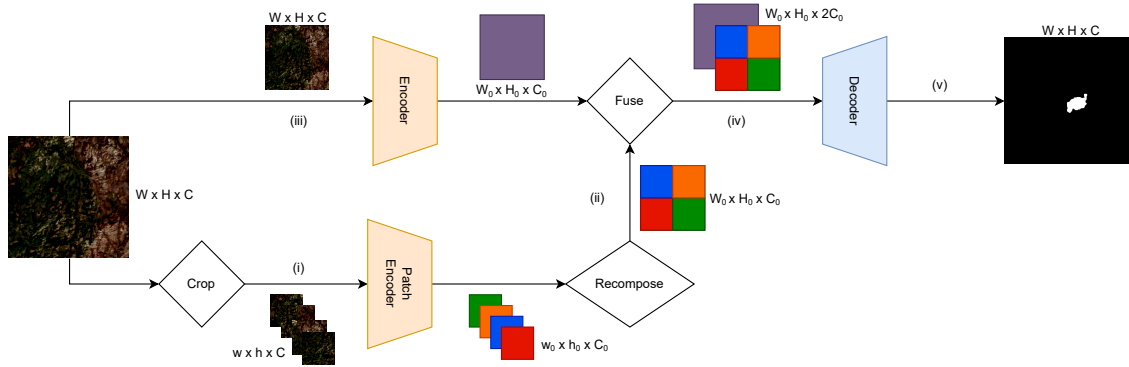 W x H x C
W₀ x H₀ x 2C₀
W x H x C
Encoder
W₀ x H₀ x C₀
Fuse
Decoder
(iii)
(iv)
(v)
W x H x C
(ii)
W₀ x H₀ x C₀
Crop
(i)
Patch
Encoder
Recompose
w x h x C
w₀ x h₀ x C₀